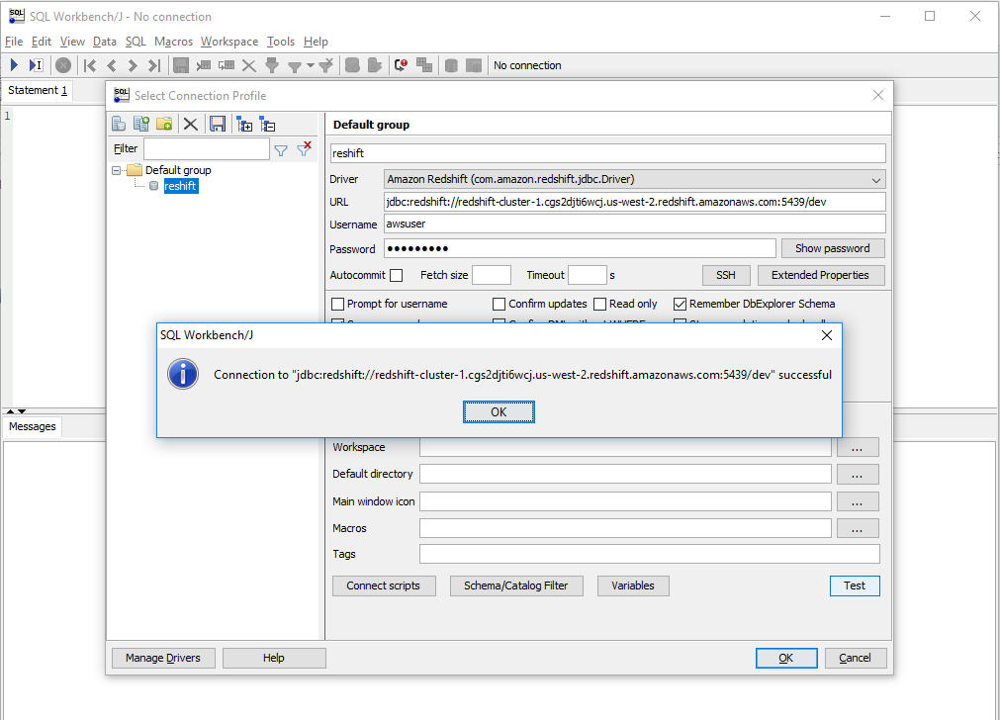 SQL Workbench/J - No connection
File Edit View Data SQL Macros Workspace Tools Help
No connection
Statement 1
1
Select Connection Profile
Default group
Filter
reshift
Default group
reshift
Driver Amazon Redshift (com.amazon.redshift.jdbc.Driver)
URL jdbc:redshift://redshift-cluster-1.cgs2djti6wcj.us-west-2.redshift.amazonaws.com:5439/dev
Username awsuser
Password ●●●●●●●●● Show password
Autocommit Fetch size Timeout s SSH Extended Properties
Prompt for username Confirm updates Read only Remember DbExplorer Schema
SQL Workbench/J
Connection to "jdbc:redshift://redshift-cluster-1.cgs2djti6wcj.us-west-2.redshift.amazonaws.com:5439/dev" successful
OK
Messages
Workspace ...
Default directory ...
Main window icon ...
Macros ...
Tags
Connect scripts Schema/Catalog Filter Variables Test
Manage Drivers Help OK Cancel